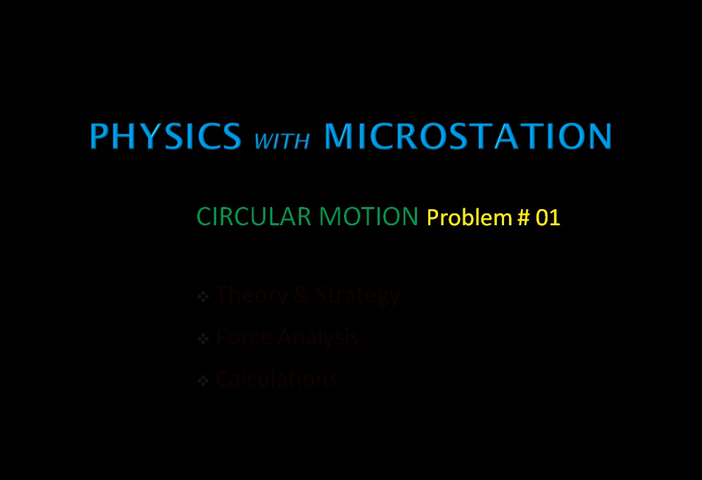 PHYSICS WITH MICROSTATION
CIRCULAR MOTION Problem # 01
❖ Theory & Strategy
❖ Force Analysis
❖ Calculations